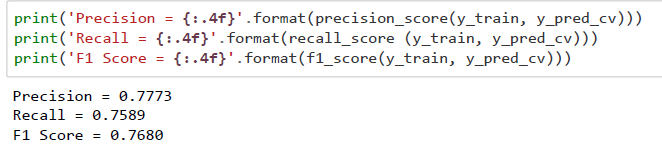 print('Precision = {:.4f}'.format(precision_score(y_train, y_pred_cv)))
print('Recall = {:.4f}'.format(recall_score (y_train, y_pred_cv)))
print('F1 Score = {:.4f}'.format(f1_score(y_train, y_pred_cv)))
Precision = 0.7773
Recall = 0.7589
F1 Score = 0.7680